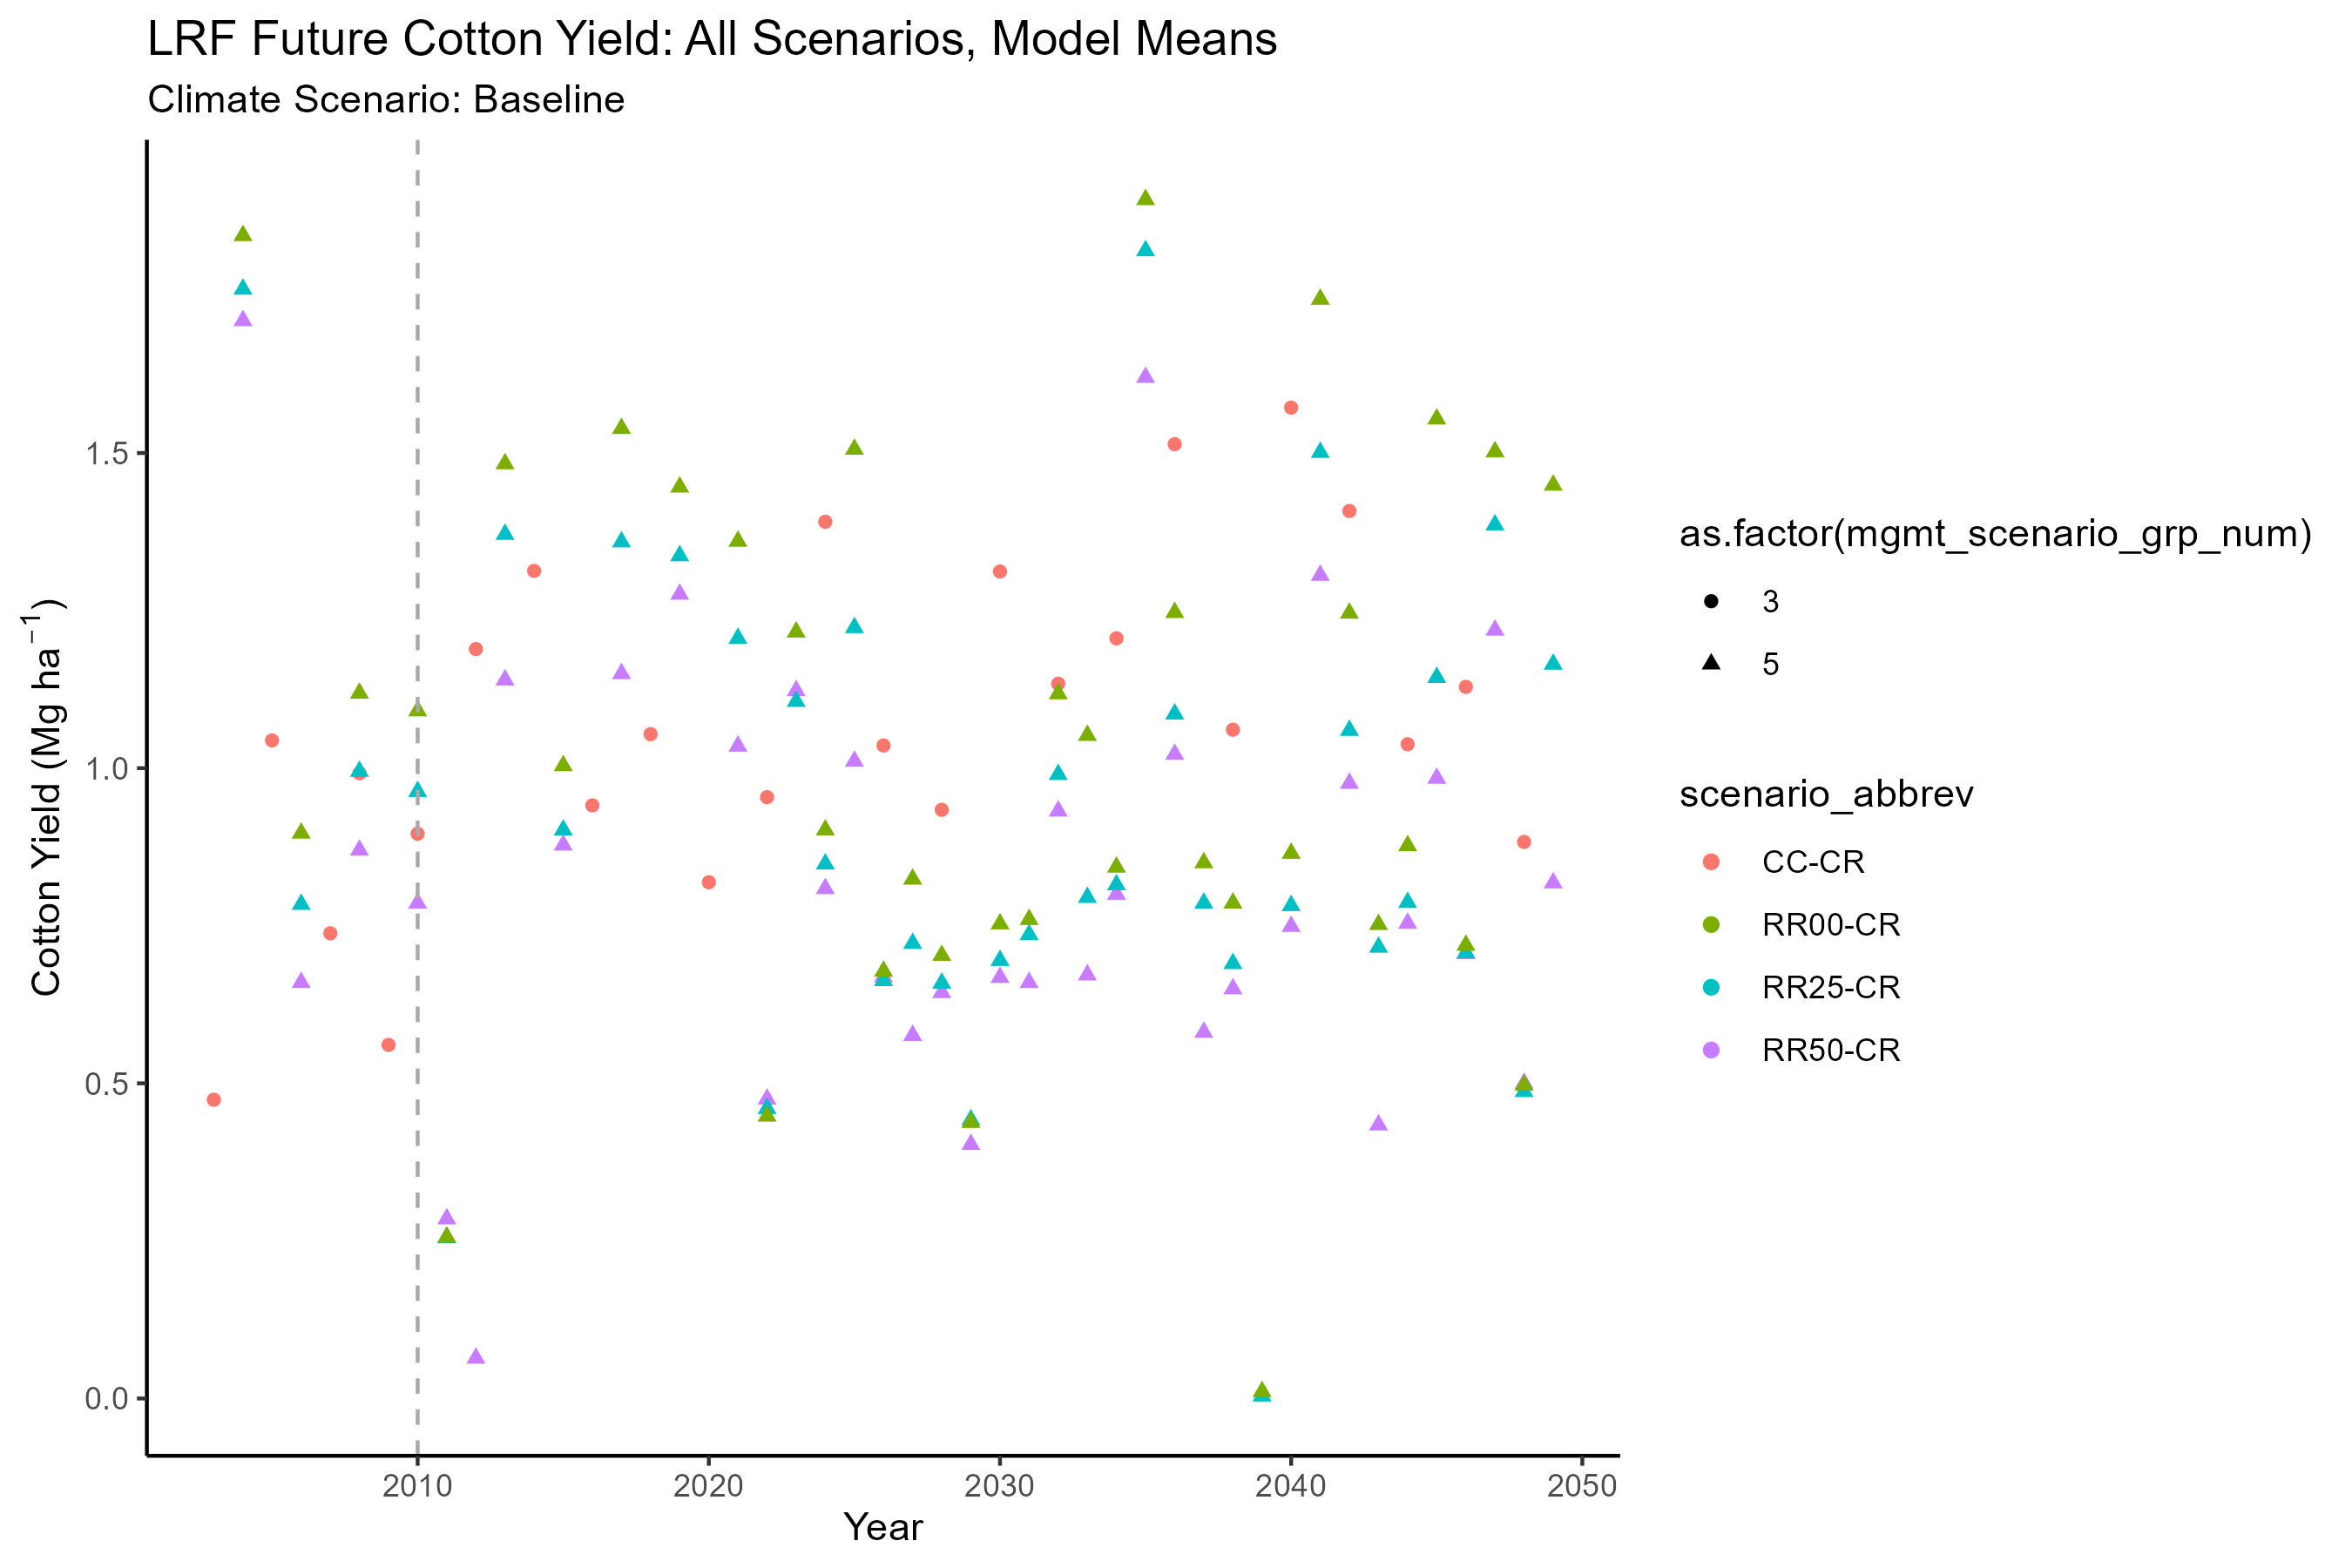 LRF Future Cotton Yield: All Scenarios, Model Means
Climate Scenario: Baseline
Cotton Yield (Mg ha⁻¹)
1.5
1.0
0.5
0.0
2010 2020 2030 2040 2050
Year
as.factor(mgmt_scenario_grp_num)
3
5
scenario_abbrev
CC-CR
RR00-CR
RR25-CR
RR50-CR